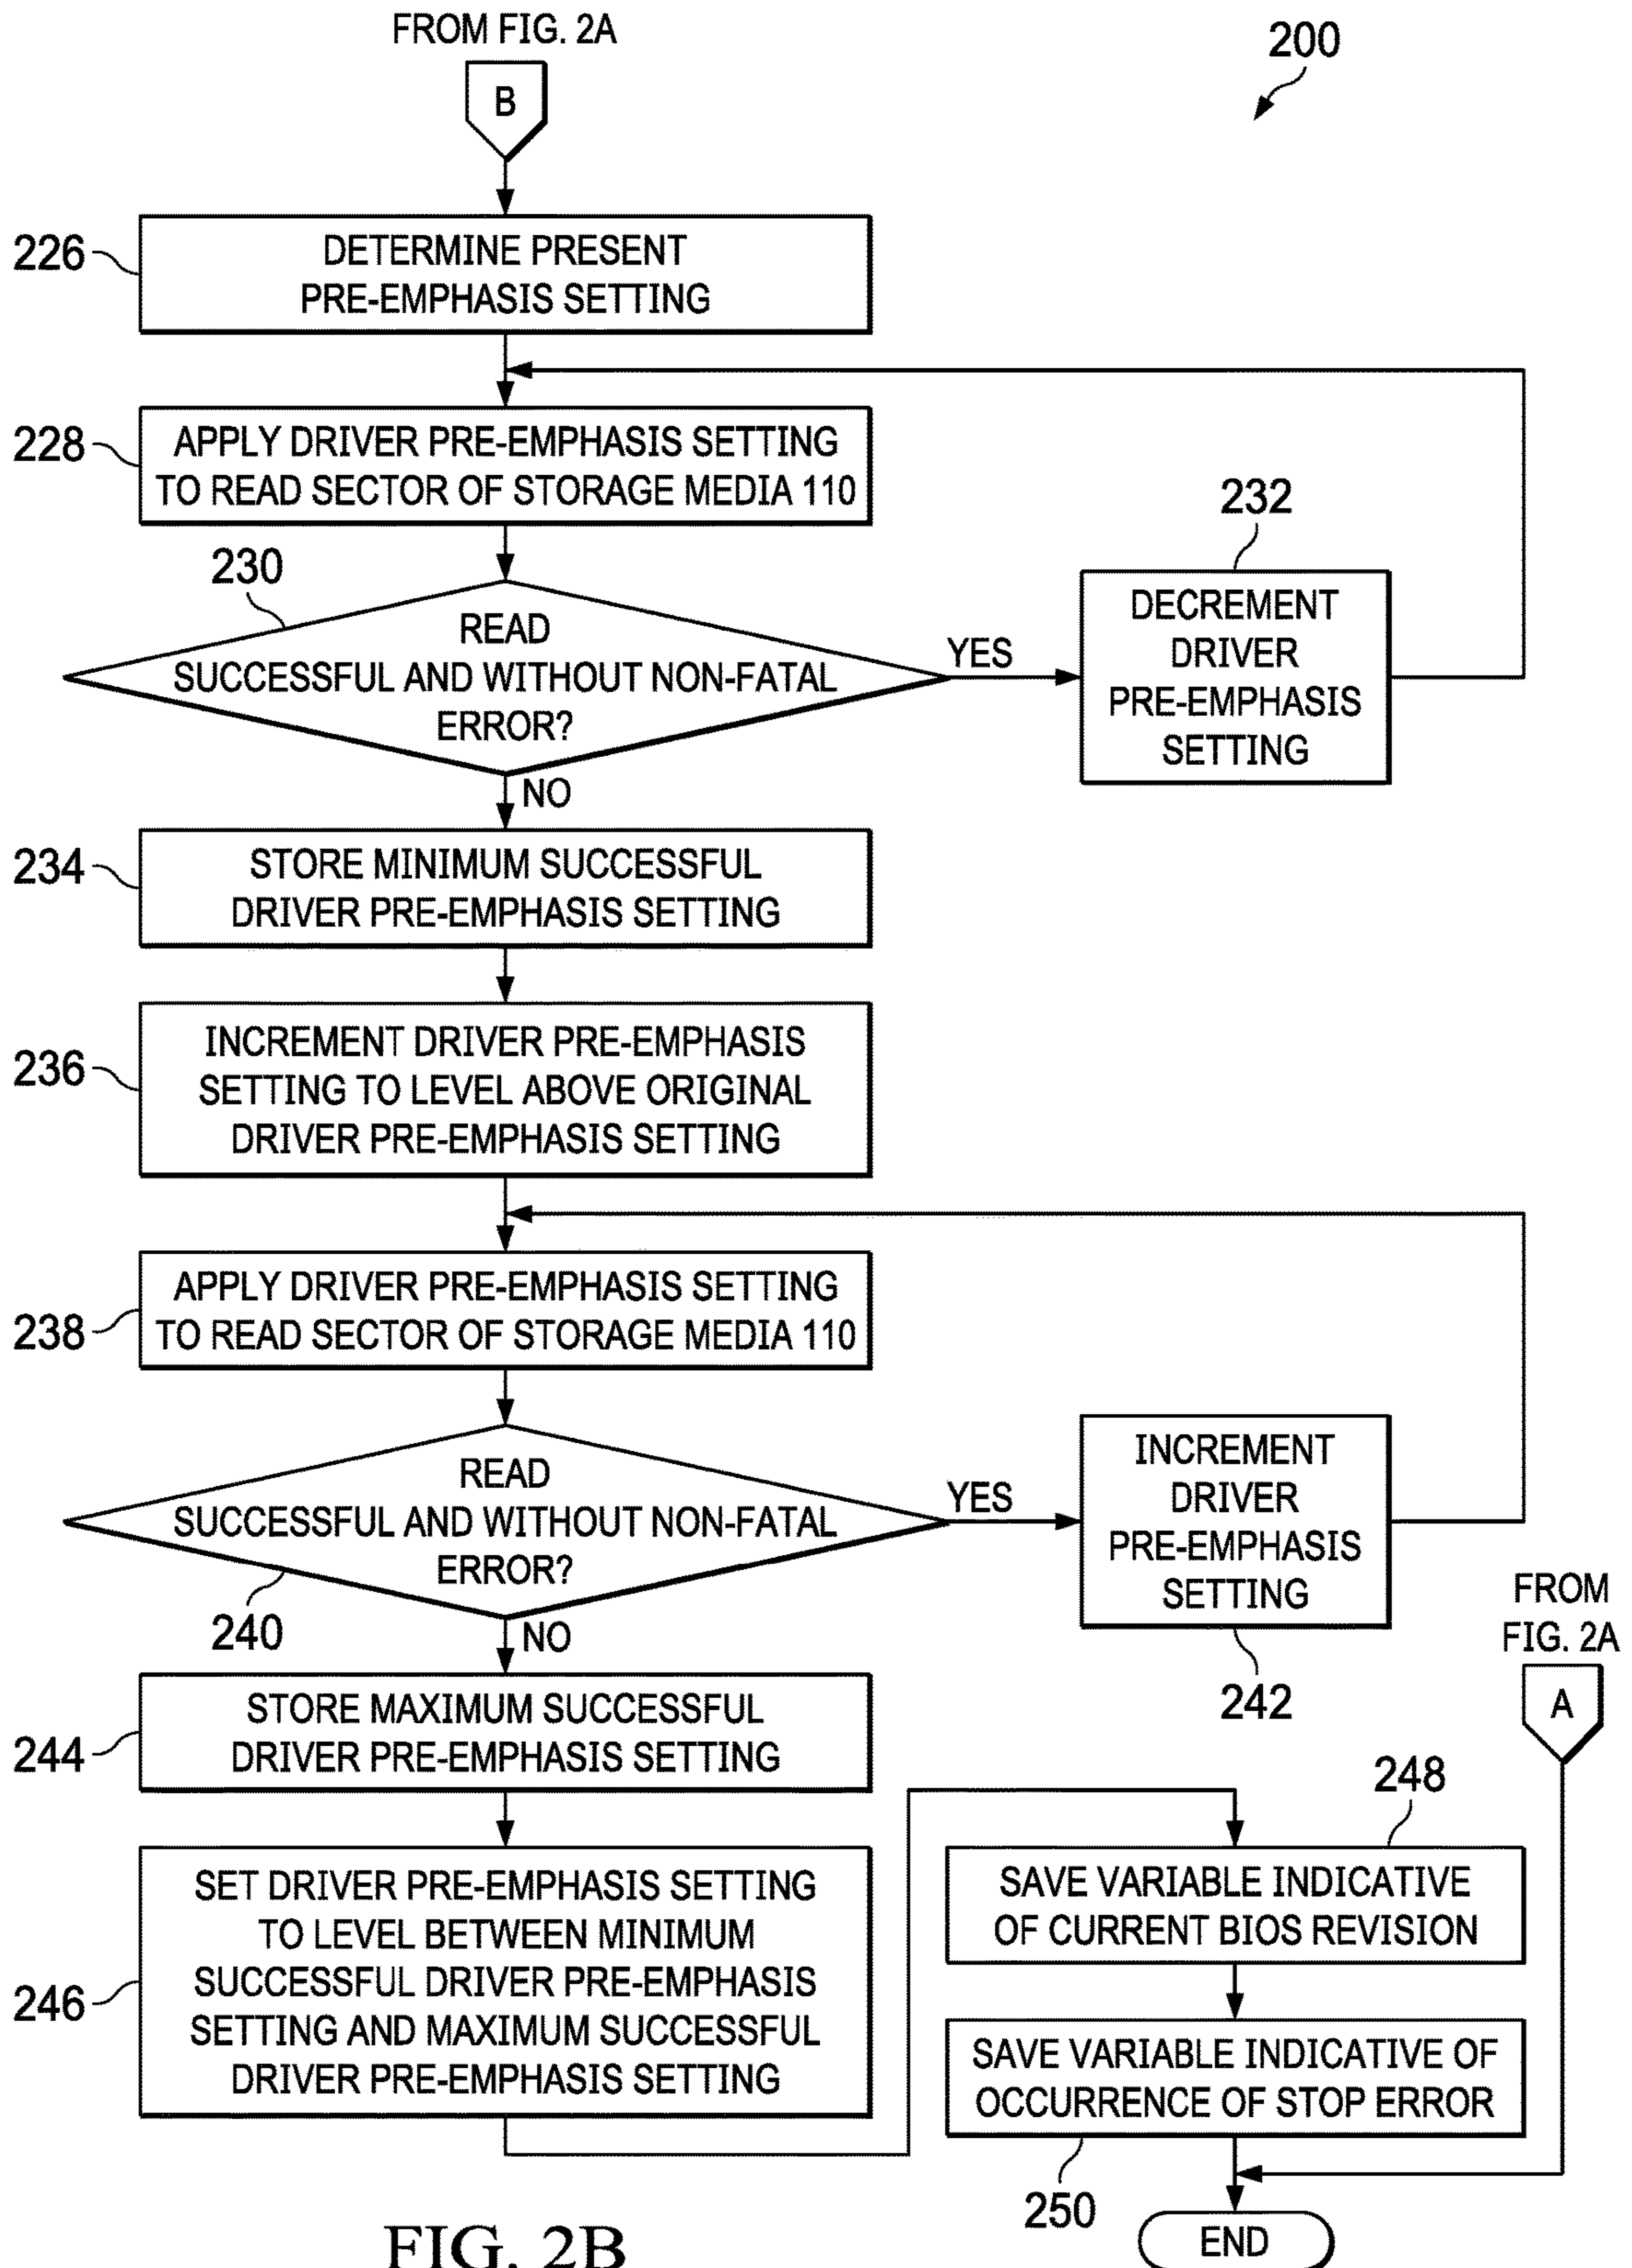 FROM FIG. 2A
200
B
226
DETERMINE PRESENT
PRE-EMPHASIS SETTING
228
APPLY DRIVER PRE-EMPHASIS SETTING
TO READ SECTOR OF STORAGE MEDIA 110
230
READ
SUCCESSFUL AND WITHOUT NON-FATAL
ERROR?
YES
232
DECREMENT
DRIVER
PRE-EMPHASIS
SETTING
NO
234
STORE MINIMUM SUCCESSFUL
DRIVER PRE-EMPHASIS SETTING
236
INCREMENT DRIVER PRE-EMPHASIS
SETTING TO LEVEL ABOVE ORIGINAL
DRIVER PRE-EMPHASIS SETTING
238
APPLY DRIVER PRE-EMPHASIS SETTING
TO READ SECTOR OF STORAGE MEDIA 110
READ
SUCCESSFUL AND WITHOUT NON-FATAL
ERROR?
240
YES
INCREMENT
DRIVER
PRE-EMPHASIS
SETTING
242
NO
244
STORE MAXIMUM SUCCESSFUL
DRIVER PRE-EMPHASIS SETTING
246
SET DRIVER PRE-EMPHASIS SETTING
TO LEVEL BETWEEN MINIMUM
SUCCESSFUL DRIVER PRE-EMPHASIS
SETTING AND MAXIMUM SUCCESSFUL
DRIVER PRE-EMPHASIS SETTING
248
SAVE VARIABLE INDICATIVE
OF CURRENT BIOS REVISION
SAVE VARIABLE INDICATIVE OF
OCCURRENCE OF STOP ERROR
250
FROM
FIG. 2A
A
END
FIG. 2B